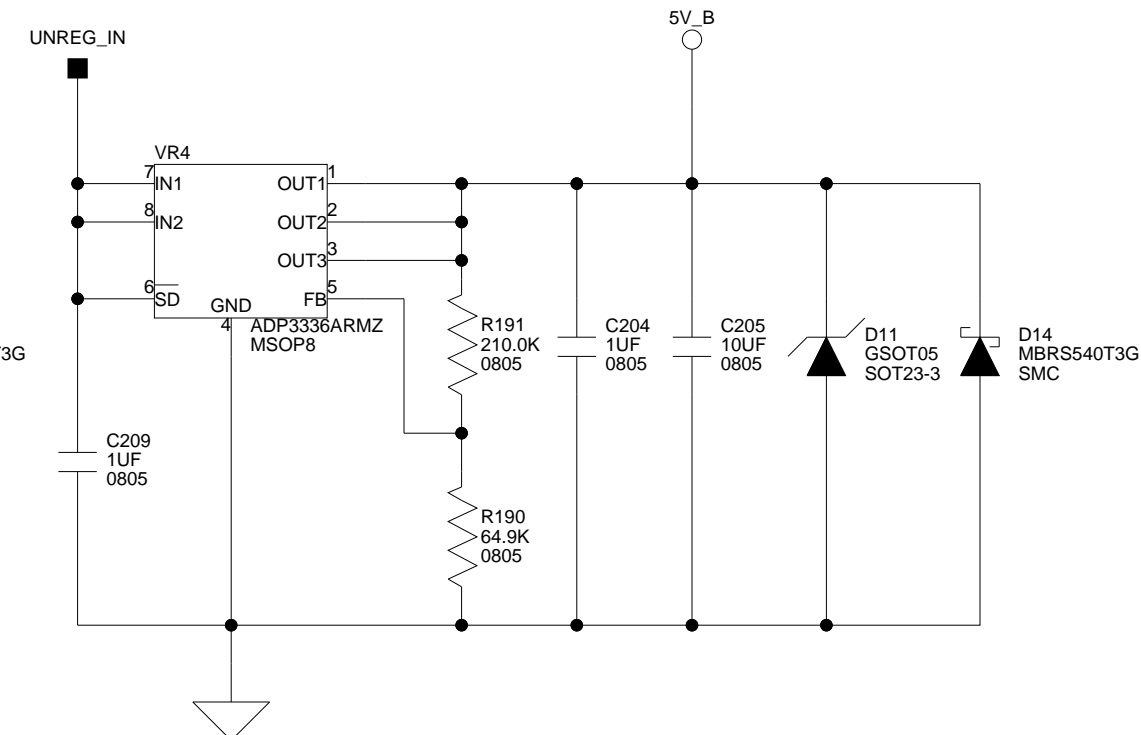 5V_B
UNREG_IN
VR4
7
IN1
OUT1
1
8
IN2
OUT2
2
OUT3
3
6
SD
GND
FB
5
4
ADP3336ARMZ
MSOP8
T3G
R191
210.0K
0805
C204
1UF
0805
C205
10UF
0805
D11
GSOT05
SOT23-3
D14
MBRS540T3G
SMC
C209
1UF
0805
R190
64.9K
0805